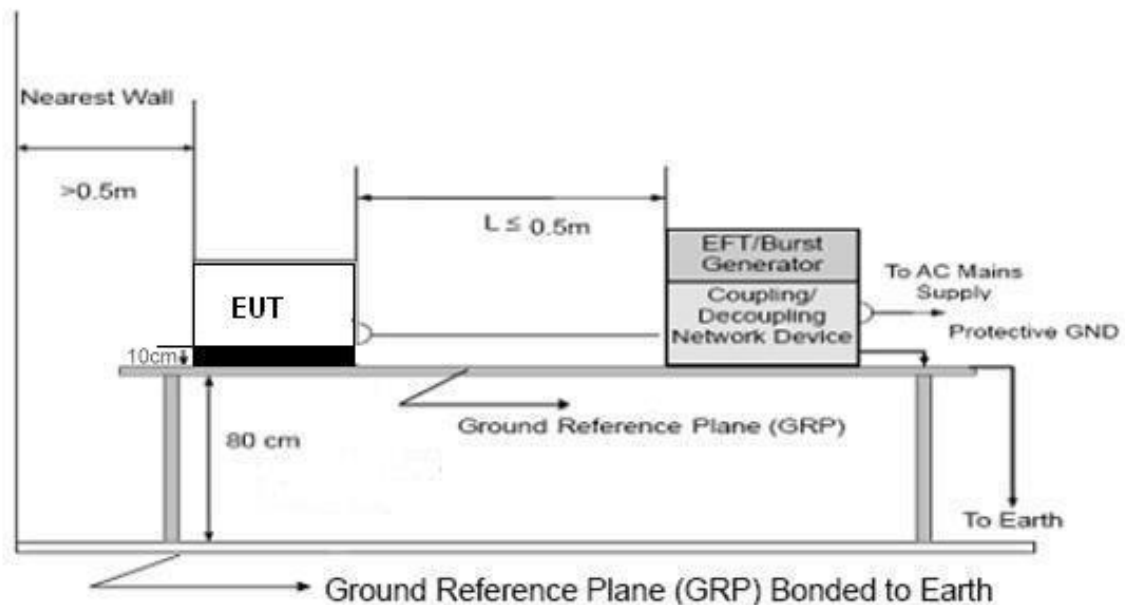 Nearest Wall
>0.5m
L ≤ 0.5m
EFT/Burst
Generator
To AC Mains
Supply
EUT
Coupling/
Decoupling
Network Device
Protective GND
10cm
Ground Reference Plane (GRP)
80 cm
To Earth
Ground Reference Plane (GRP) Bonded to Earth